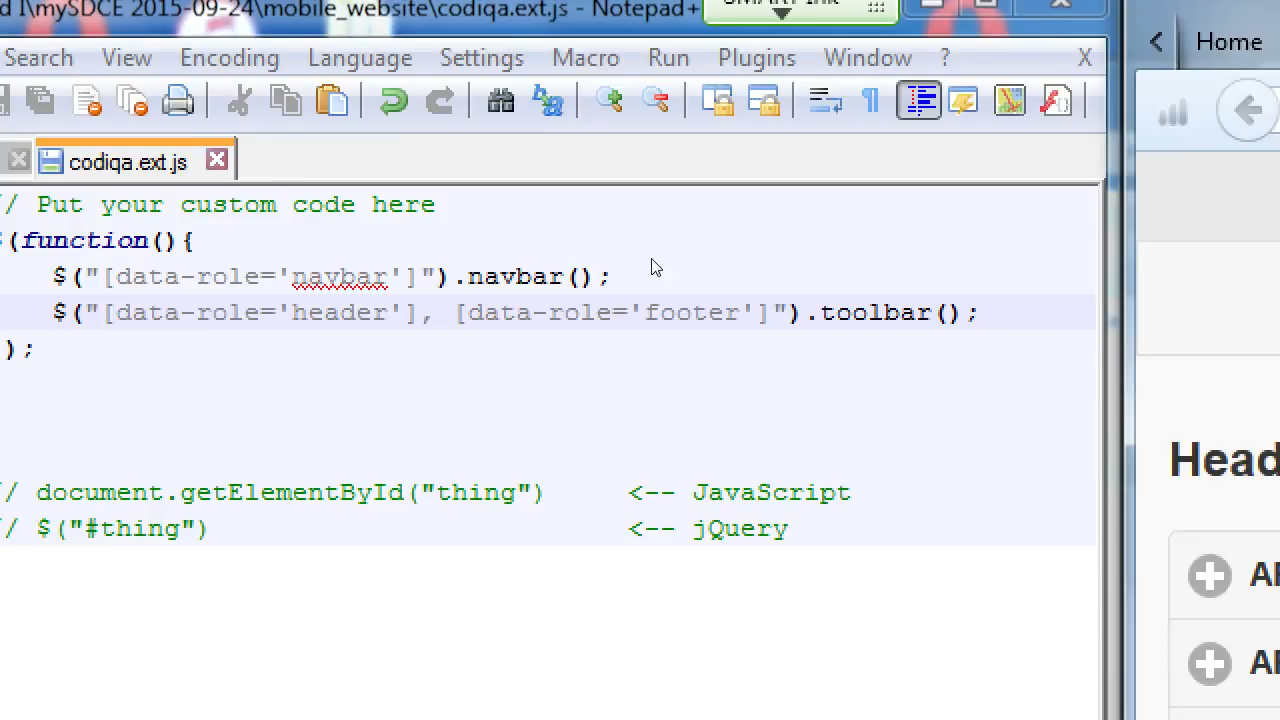 d I\mySDCE 2015-09-24\mobile_website\codiqa.ext.js - Notepad+
Search View Encoding Language Settings Macro Run Plugins Window ? X
Home
codiqa.ext.js
// Put your custom code here
$(function(){
$("[data-role='navbar']").navbar();
$("[data-role='header'], [data-role='footer']").toolbar();
);
// document.getElementById("thing") <-- JavaScript
// $("#thing") <-- jQuery
Head